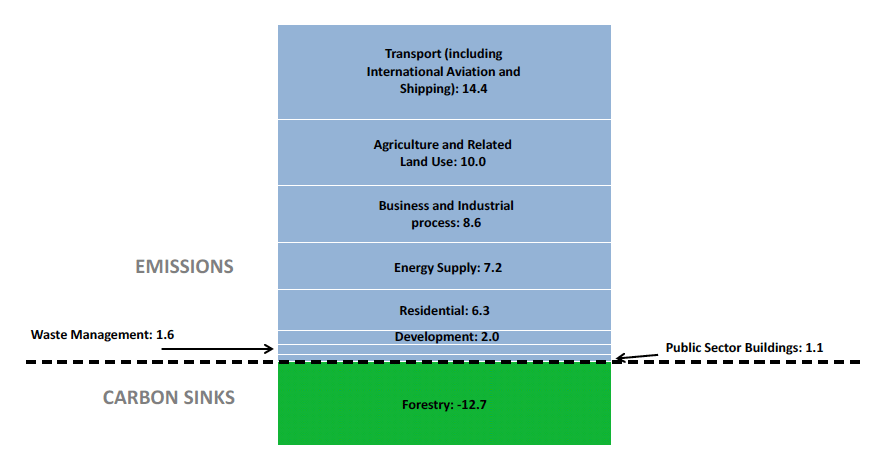 Transport (including
International Aviation and
Shipping): 14.4
Agriculture and Related
Land Use: 10.0
Business and Industrial
process: 8.6
EMISSIONS
Energy Supply: 7.2
Residential: 6.3
Waste Management: 1.6
Development: 2.0
Public Sector Buildings: 1.1
CARBON SINKS
Forestry: -12.7